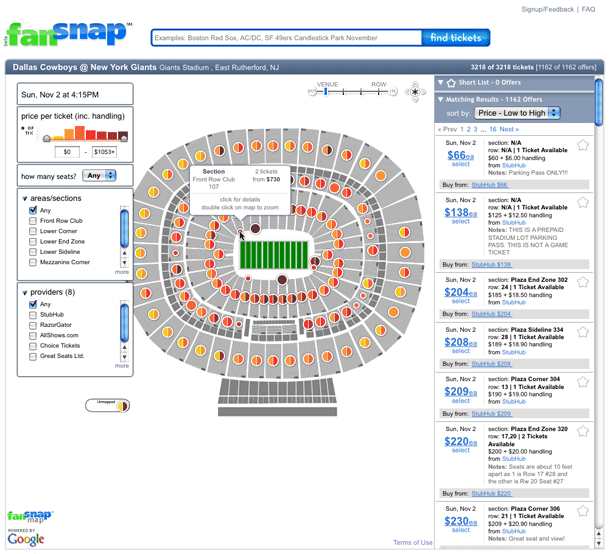 Signup/Feedback | FAQ
beta
fansnap
Examples: Boston Red Sox, AC/DC, SF 49ers Candlestick Park November
find tickets
Dallas Cowboys @ New York Giants Giants Stadium , East Rutherford, NJ
3218 of 3218 tickets [1162 of 1162 offers]
Sun, Nov 2 at 4:15PM
price per ticket (inc. handling)
# OF
TIX
$0 - $1053+
how many seats? Any
areas/sections
Any
Front Row Club
Lower Corner
Lower End Zone
Lower Sideline
Mezzanine Corner
more
providers (8)
Any
StubHub
RazorGator
AllShows.com
Choice Tickets
Great Seats Ltd.
more
Unmapped
VENUE ROW
Section
Front Row Club
107
2 tickets
from $730
click for details
double click on map to zoom
Short List - 0 Offers
Matching Results - 1162 Offers
sort by: Price - Low to High
« Prev 1 2 3 ... 16 Next »
Sun, Nov 2
$66ea
select
section: N/A
row: N/A | 1 Ticket Available
$60 + $6.00 handling
from StubHub
Notes: Parking Pass ONLY!!!
Buy from: StubHub $66
Sun, Nov 2
$138ea
select
section: N/A
row: N/A | 1 Ticket Available
$125 + $12.50 handling
from StubHub
Notes: THIS IS A PREPAID
STADIUM LOT PARKING
PASS. THIS IS NOT A GAME
TICKET
Buy from: StubHub $138
Sun, Nov 2
$204ea
select
section: Plaza End Zone 302
row: 24 | 1 Ticket Available
$185 + $18.50 handling
from StubHub
Buy from: StubHub $204
Sun, Nov 2
$208ea
select
section: Plaza Sideline 334
row: 28 | 1 Ticket Available
$189 + $18.90 handling
from StubHub
Buy from: StubHub $208
Sun, Nov 2
$209ea
select
section: Plaza Corner 304
row: 13 | 1 Ticket Available
$190 + $19.00 handling
from StubHub
Buy from: StubHub $209
Sun, Nov 2
$220ea
select
section: Plaza End Zone 320
row: 17,20 | 2 Tickets
Available
$200 + $20.00 handling
from StubHub
Notes: Seats are about 10 feet
apart as 1 is Row 17 #28 and
the other is Rw 20 Seat #27
Buy from: StubHub $220
Sun, Nov 2
$230ea
select
section: Plaza Corner 306
row: 21 | 1 Ticket Available
$209 + $20.90 handling
from StubHub
Notes: Great seat and view!
fansnap
map
POWERED BY
Google
Terms of Use